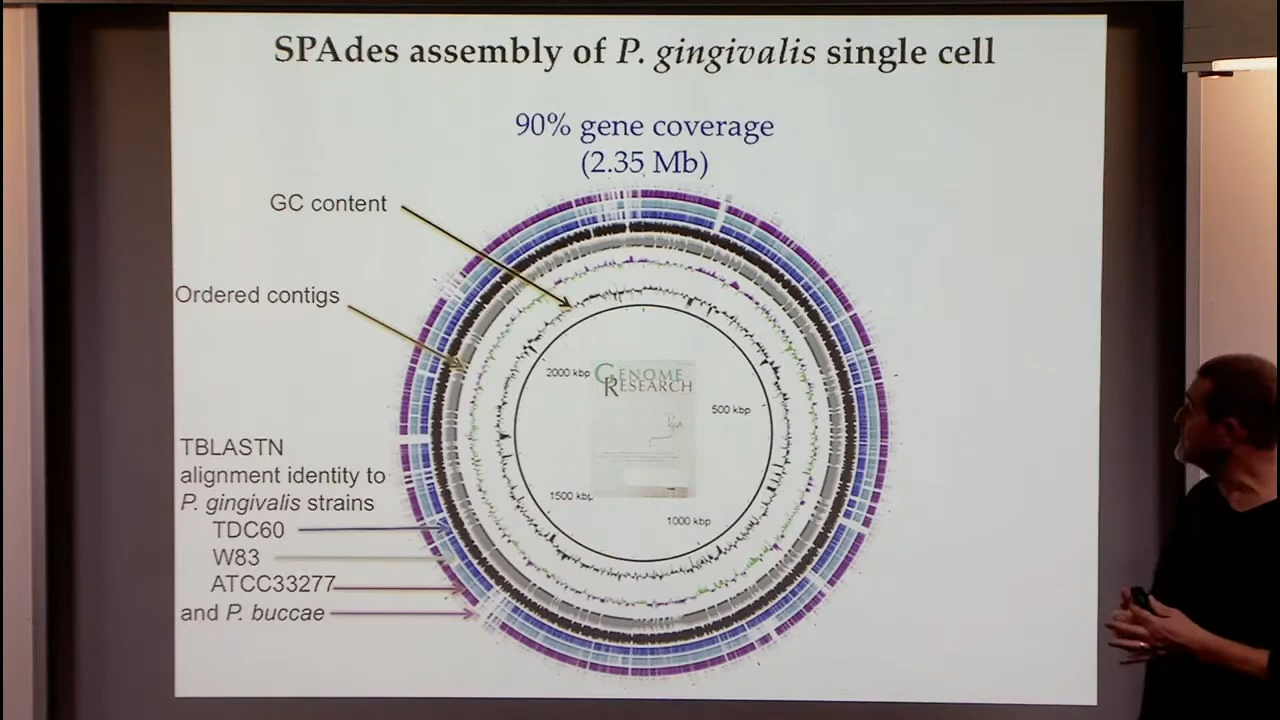 SPAdes assembly of P. gingivalis single cell
90% gene coverage
(2.35 Mb)
GC content
Ordered contigs
2000 kbp
GENOME
RESEARCH
500 kbp
TBLASTN
alignment identity to
P. gingivalis strains
1500 kbp
1000 kbp
TDC60
W83
ATCC33277
and P. buccae